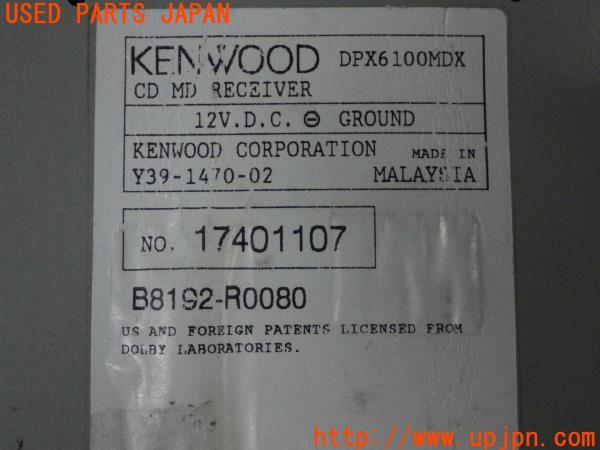 USED PARTS JAPAN
KENWOOD DPX6100MDX
CD MD RECEIVER
12V.D.C. ⊖ GROUND
KENWOOD CORPORATION MADE IN
Y39-1470-02 MALAYSIA
NO. 17401107
B8192-R0080
US AND FOREIGN PATENTS LICENSED FROM
DOLBY LABORATORIES.
http://www.upjpn.com